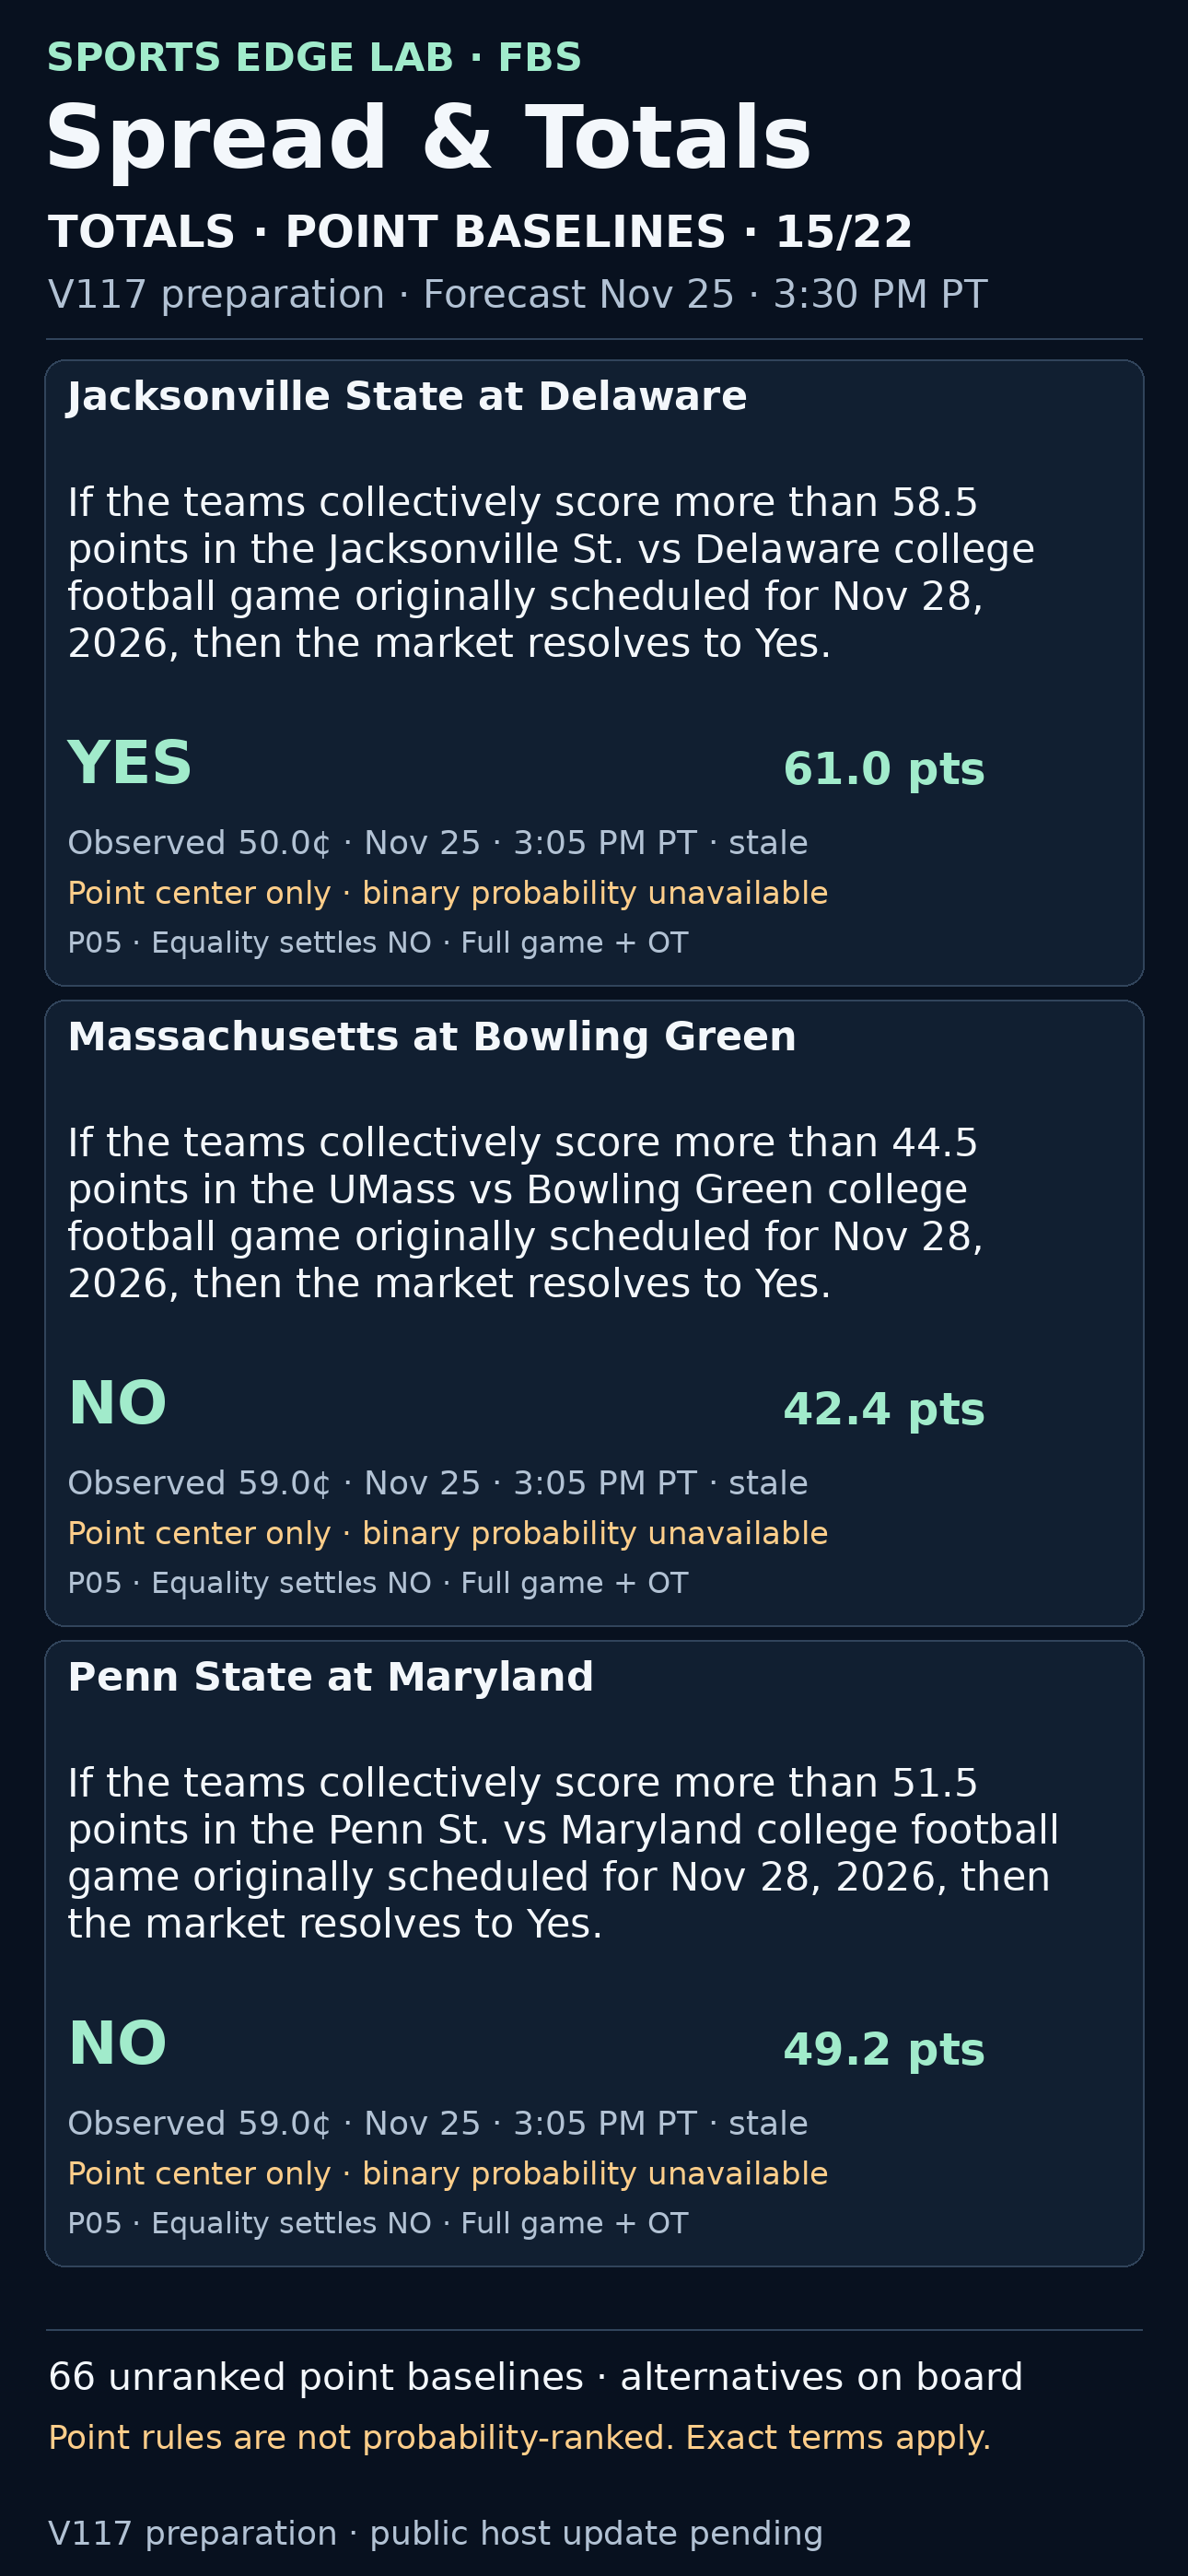 SPORTS EDGE LAB · FBS
Spread & Totals
TOTALS · POINT BASELINES · 15/22
V117 preparation · Forecast Nov 25 · 3:30 PM PT
Jacksonville State at Delaware
If the teams collectively score more than 58.5
points in the Jacksonville St. vs Delaware college
football game originally scheduled for Nov 28,
2026, then the market resolves to Yes.
YES 61.0 pts
Observed 50.0¢ · Nov 25 · 3:05 PM PT · stale
Point center only · binary probability unavailable
P05 · Equality settles NO · Full game + OT
Massachusetts at Bowling Green
If the teams collectively score more than 44.5
points in the UMass vs Bowling Green college
football game originally scheduled for Nov 28,
2026, then the market resolves to Yes.
NO 42.4 pts
Observed 59.0¢ · Nov 25 · 3:05 PM PT · stale
Point center only · binary probability unavailable
P05 · Equality settles NO · Full game + OT
Penn State at Maryland
If the teams collectively score more than 51.5
points in the Penn St. vs Maryland college football
game originally scheduled for Nov 28, 2026, then
the market resolves to Yes.
NO 49.2 pts
Observed 59.0¢ · Nov 25 · 3:05 PM PT · stale
Point center only · binary probability unavailable
P05 · Equality settles NO · Full game + OT
66 unranked point baselines · alternatives on board
Point rules are not probability-ranked. Exact terms apply.
V117 preparation · public host update pending